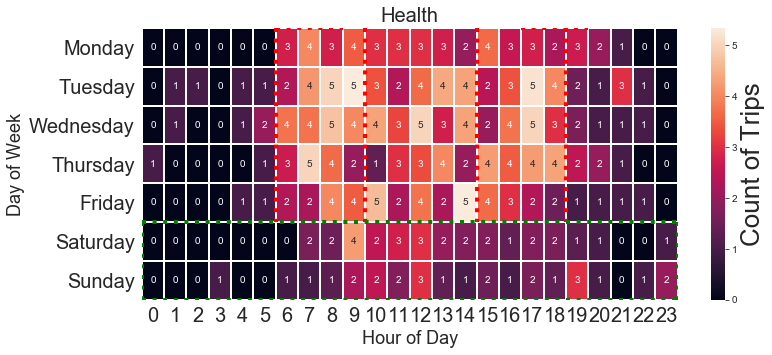 Health
Monday 0 0 0 0 0 0 3 4 3 4 3 3 3 3 2 4 3 3 2 3 2 1 0 0
Tuesday 0 1 1 0 1 1 2 4 5 5 3 2 4 4 4 2 3 5 4 2 1 3 1 0
Wednesday 0 1 0 0 1 2 4 4 5 4 4 3 5 3 4 2 4 5 3 2 1 1 1 0
Thursday 1 0 0 0 0 1 3 5 4 2 1 3 3 4 2 4 4 4 4 2 2 1 0 0
Friday 0 0 0 0 1 1 2 2 4 4 5 2 4 2 5 4 3 2 2 1 1 1 1 0
Saturday 0 0 0 0 0 0 0 2 2 4 2 3 3 2 2 2 1 2 2 1 1 0 0 1
Sunday 0 0 0 1 0 0 1 1 1 2 2 2 3 1 1 2 1 2 1 3 1 0 1 2
0 1 2 3 4 5 6 7 8 9 10 11 12 13 14 15 16 17 18 19 20 21 22 23
Hour of Day
Day of Week
5
4
3
2
1
0
Count of Trips